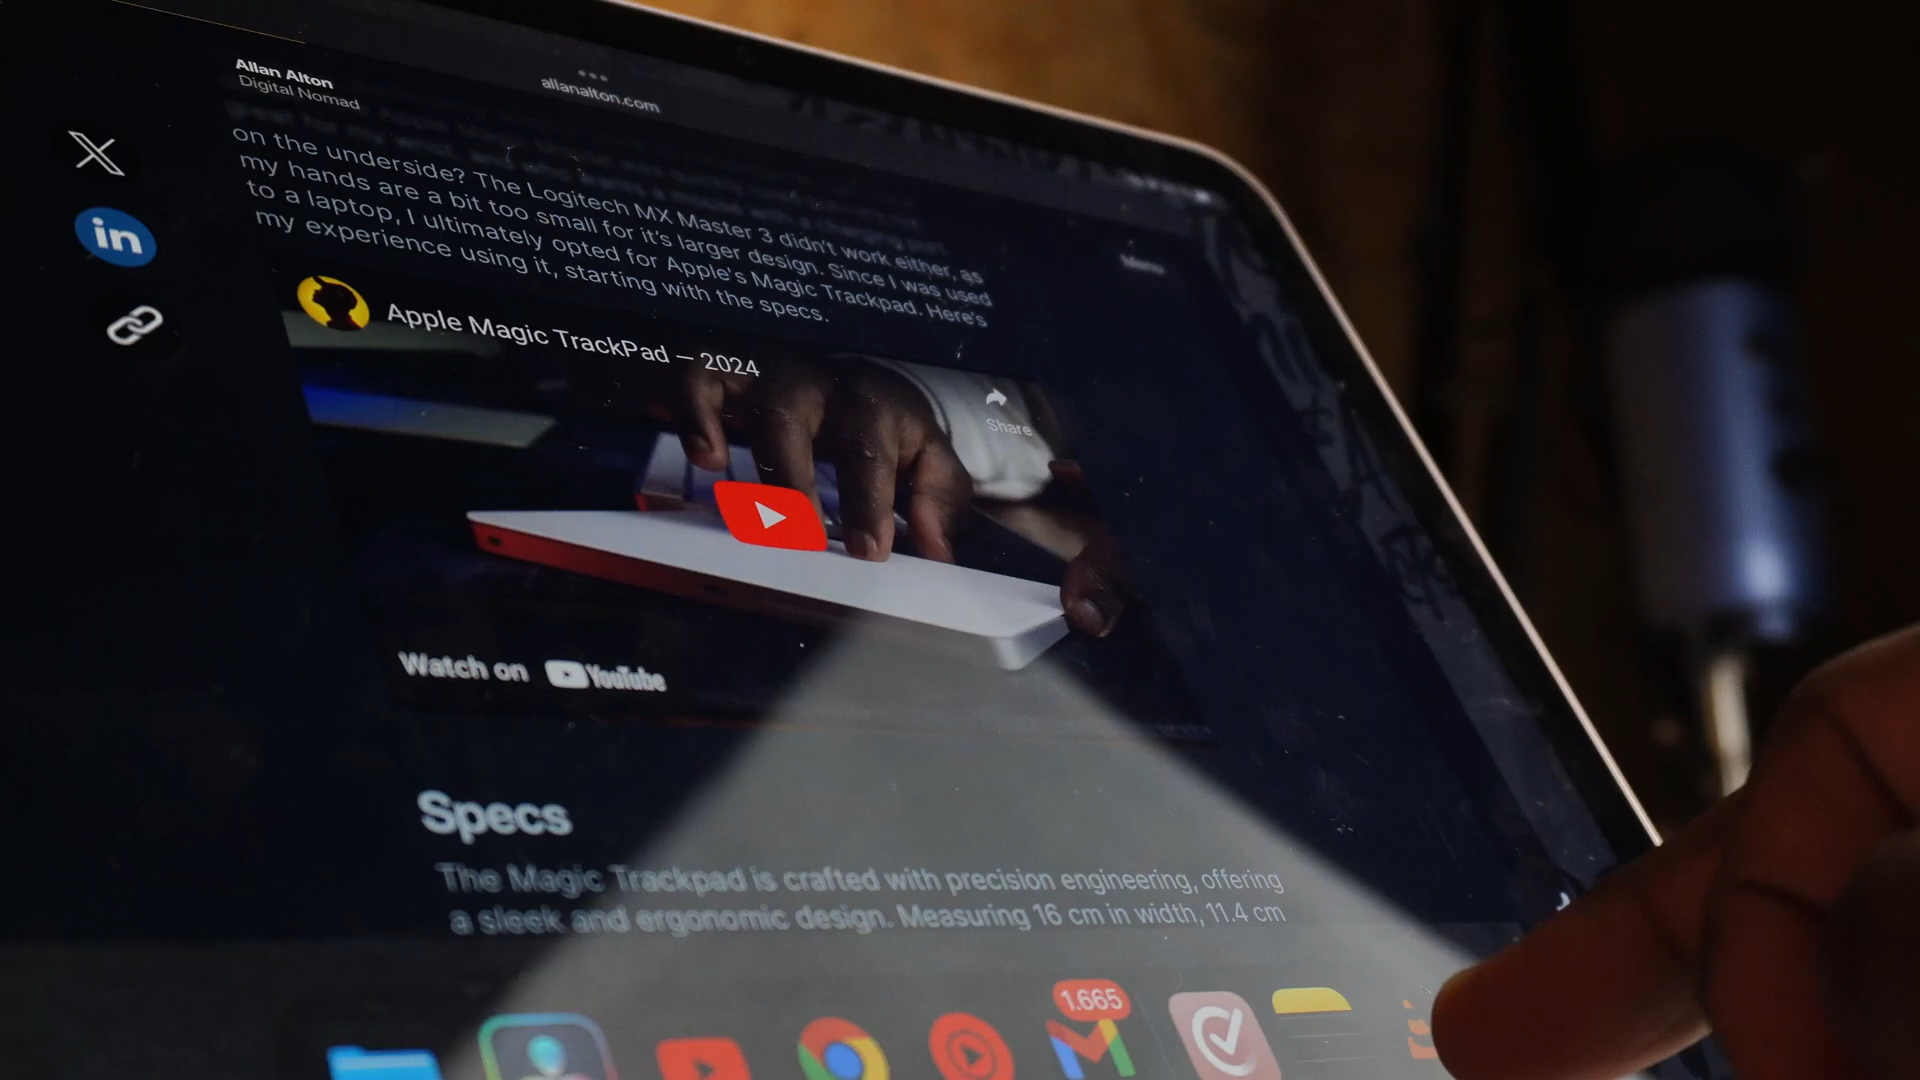 Allan Alton
Digital Nomad
allanalton.com
on the underside? The Logitech MX Master 3 didn't work either, as
my hands are a bit too small for it's larger design. Since I was used
to a laptop, I ultimately opted for Apple's Magic Trackpad. Here's
my experience using it, starting with the specs.
in
Menu
Apple Magic TrackPad – 2024
Share
Watch on YouTube
Specs
The Magic Trackpad is crafted with precision engineering, offering
a sleek and ergonomic design. Measuring 16 cm in width, 11.4 cm
1.665